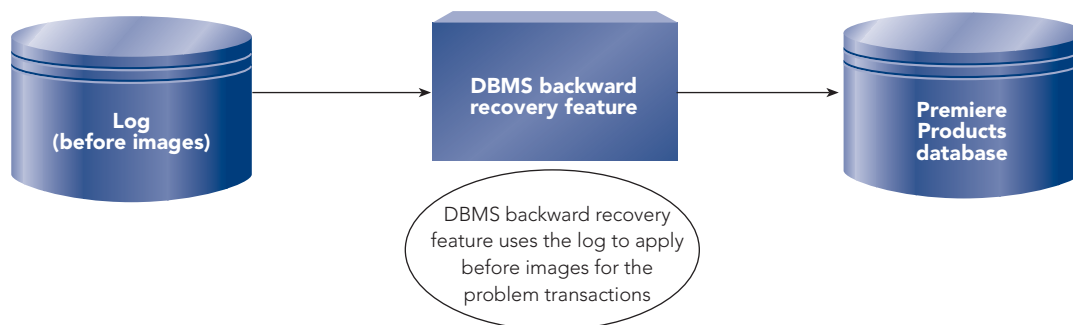 Log
(before images)
DBMS backward
recovery feature
Premiere
Products
database
DBMS backward recovery
feature uses the log to apply
before images for the
problem transactions